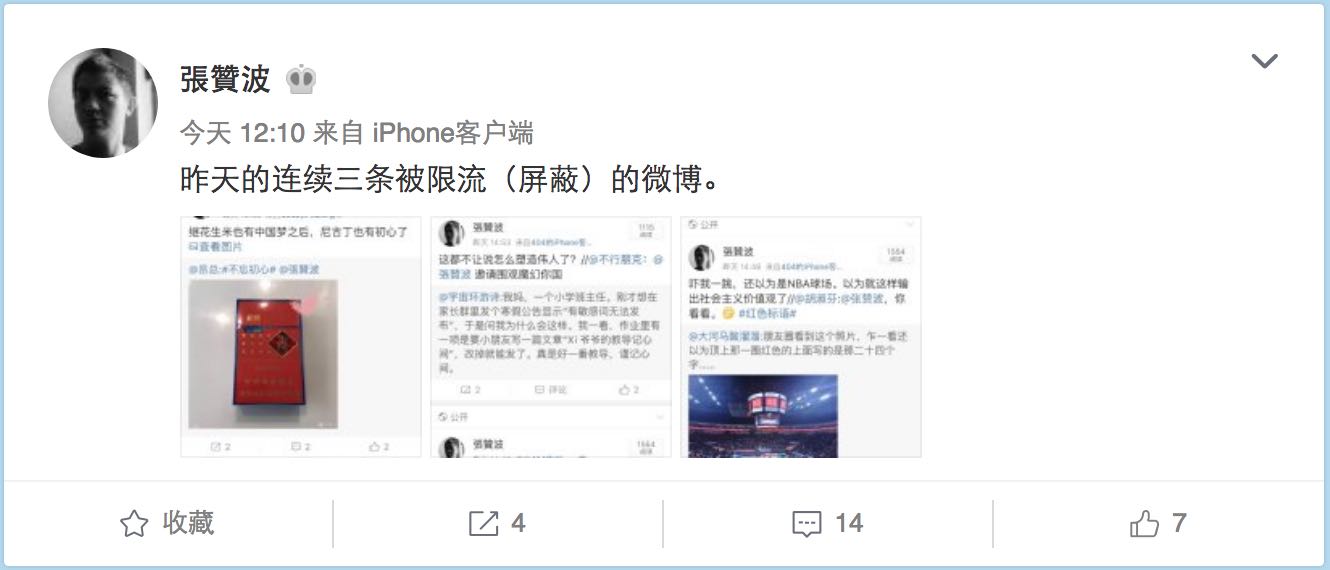 張贊波
今天 12:10 来自 iPhone客户端
昨天的连续三条被限流（屏蔽）的微博。
继花生米也有中国梦之后，尼古丁也有初心了
查看图片
@昂总:#不忘初心# @張贊波
2
2
2
張贊波
1116
阅读
昨天 14:53 来自404的iPhone客...
这都不让说怎么塑造伟人了？//@不行朋克：@
張贊波 邀请围观魔幻你国
@宇宙环游诗:我妈，一个小学班主任，刚才想在
家长群里发个寒假公告显示“有敏感词无法发
布”，于是问我为什么会这样，我一看，作业里有
一项是要小朋友写一篇文章“Xi 爷爷的教导记心
间”，改掉就能发了，真是好一番教导，谨记心
间。
2
评论
2
公开
張贊波
1664
公开
張贊波
1564
阅读
昨天 14:49 来自404的iPhone客...
吓我一跳，还以为是NBA球场，以为就这样输
出社会主义价值观了//@胡淑芬:@張贊波，你
看看。 #红色标语#
@大河马酸溜溜:朋友圈看到这个照片，乍一看还
以为顶上那一圈红色的上面写的是那二十四个
字......
收藏
4
14
7